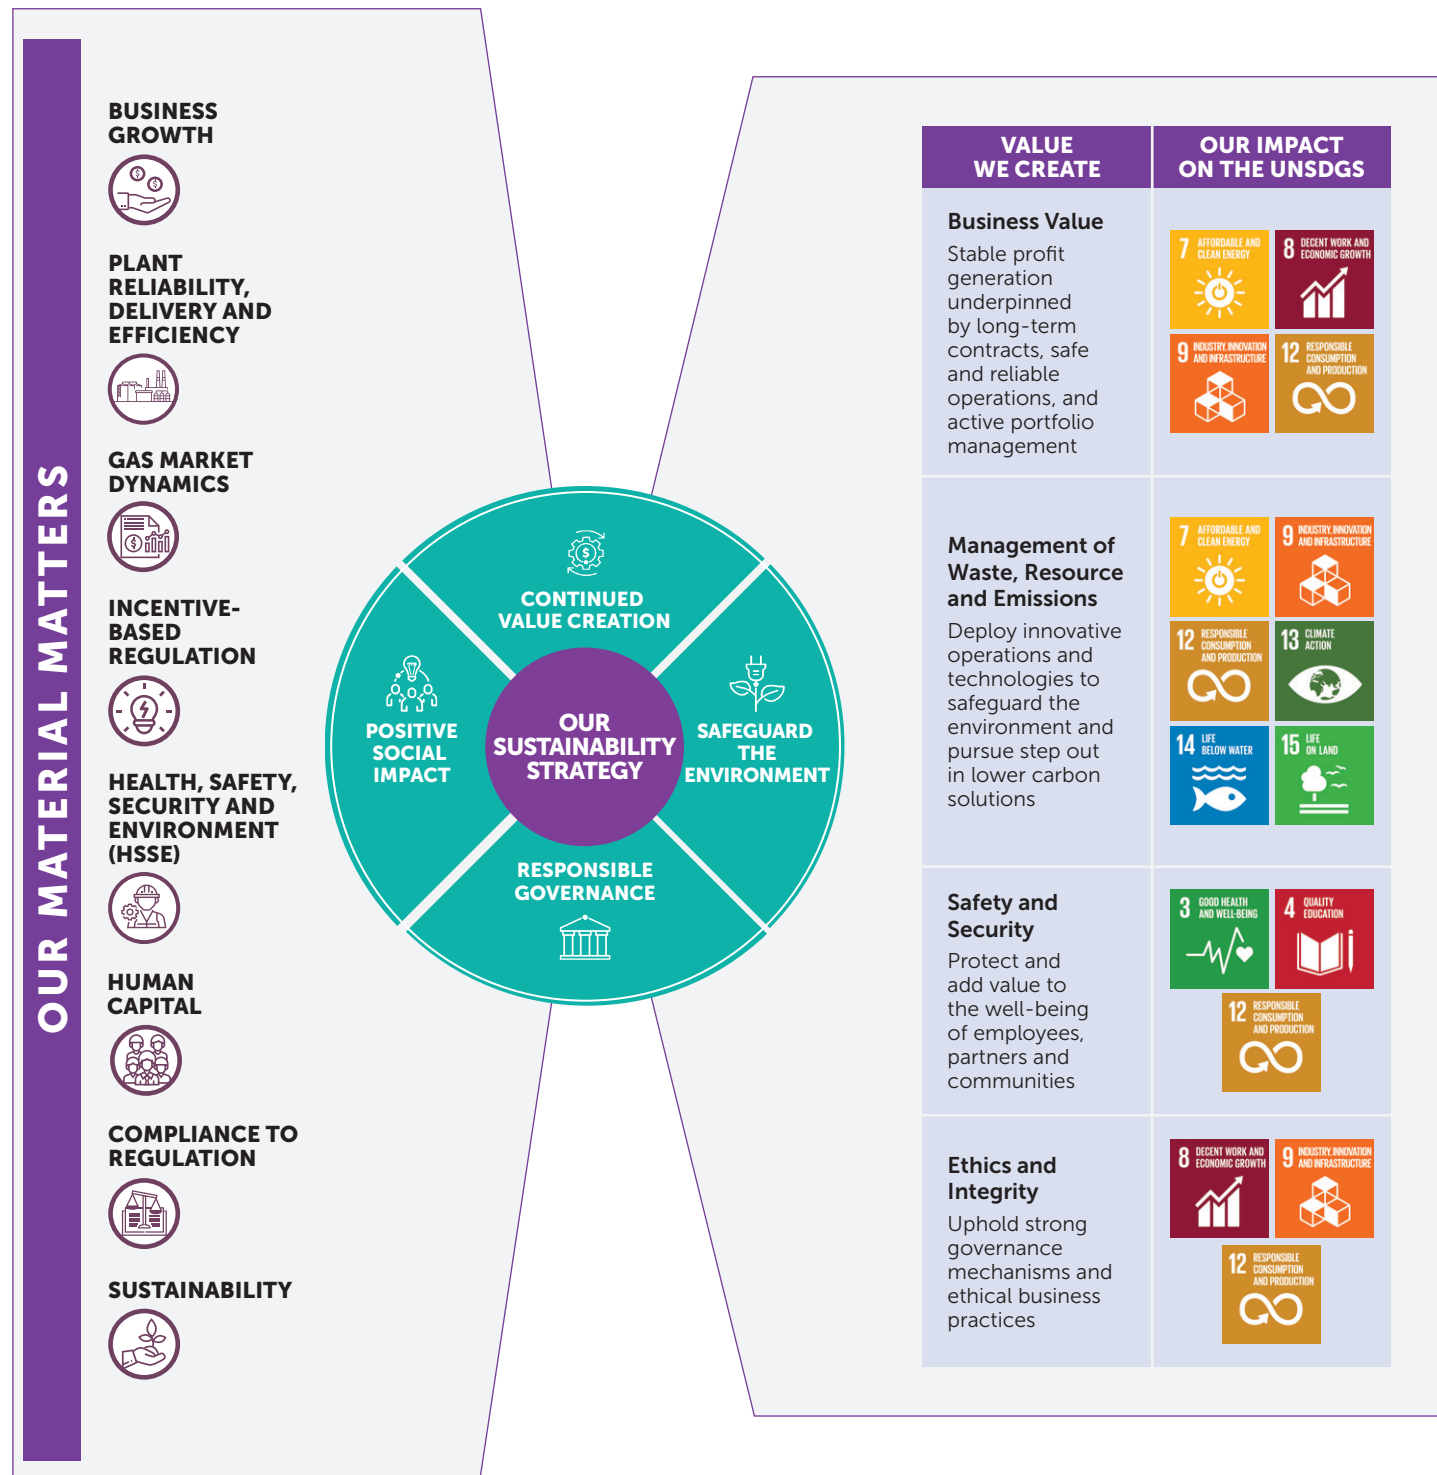 OUR MATERIAL MATTERS
BUSINESS
GROWTH
PLANT
RELIABILITY,
DELIVERY AND
EFFICIENCY
GAS MARKET
DYNAMICS
INCENTIVE-
BASED
REGULATION
HEALTH, SAFETY,
SECURITY AND
ENVIRONMENT
(HSSE)
HUMAN
CAPITAL
COMPLIANCE TO
REGULATION
SUSTAINABILITY
CONTINUED
VALUE CREATION
POSITIVE
SOCIAL
IMPACT
OUR
SUSTAINABILITY
STRATEGY
SAFEGUARD
THE
ENVIRONMENT
RESPONSIBLE
GOVERNANCE
VALUE
WE CREATE
OUR IMPACT
ON THE UNSDGS
Business Value
Stable profit
generation
underpinned
by long-term
contracts, safe
and reliable
operations, and
active portfolio
management
7 AFFORDABLE AND
CLEAN ENERGY
8 DECENT WORK AND
ECONOMIC GROWTH
9 INDUSTRY, INNOVATION
AND INFRASTRUCTURE
12 RESPONSIBLE
CONSUMPTION
AND PRODUCTION
Management of
Waste, Resource
and Emissions
Deploy innovative
operations and
technologies to
safeguard the
environment and
pursue step out
in lower carbon
solutions
7 AFFORDABLE AND
CLEAN ENERGY
9 INDUSTRY, INNOVATION
AND INFRASTRUCTURE
12 RESPONSIBLE
CONSUMPTION
AND PRODUCTION
13 CLIMATE
ACTION
14 LIFE
BELOW WATER
15 LIFE
ON LAND
Safety and
Security
Protect and
add value to
the well-being
of employees,
partners and
communities
3 GOOD HEALTH
AND WELL-BEING
4 QUALITY
EDUCATION
12 RESPONSIBLE
CONSUMPTION
AND PRODUCTION
Ethics and
Integrity
Uphold strong
governance
mechanisms and
ethical business
practices
8 DECENT WORK AND
ECONOMIC GROWTH
9 INDUSTRY, INNOVATION
AND INFRASTRUCTURE
12 RESPONSIBLE
CONSUMPTION
AND PRODUCTION